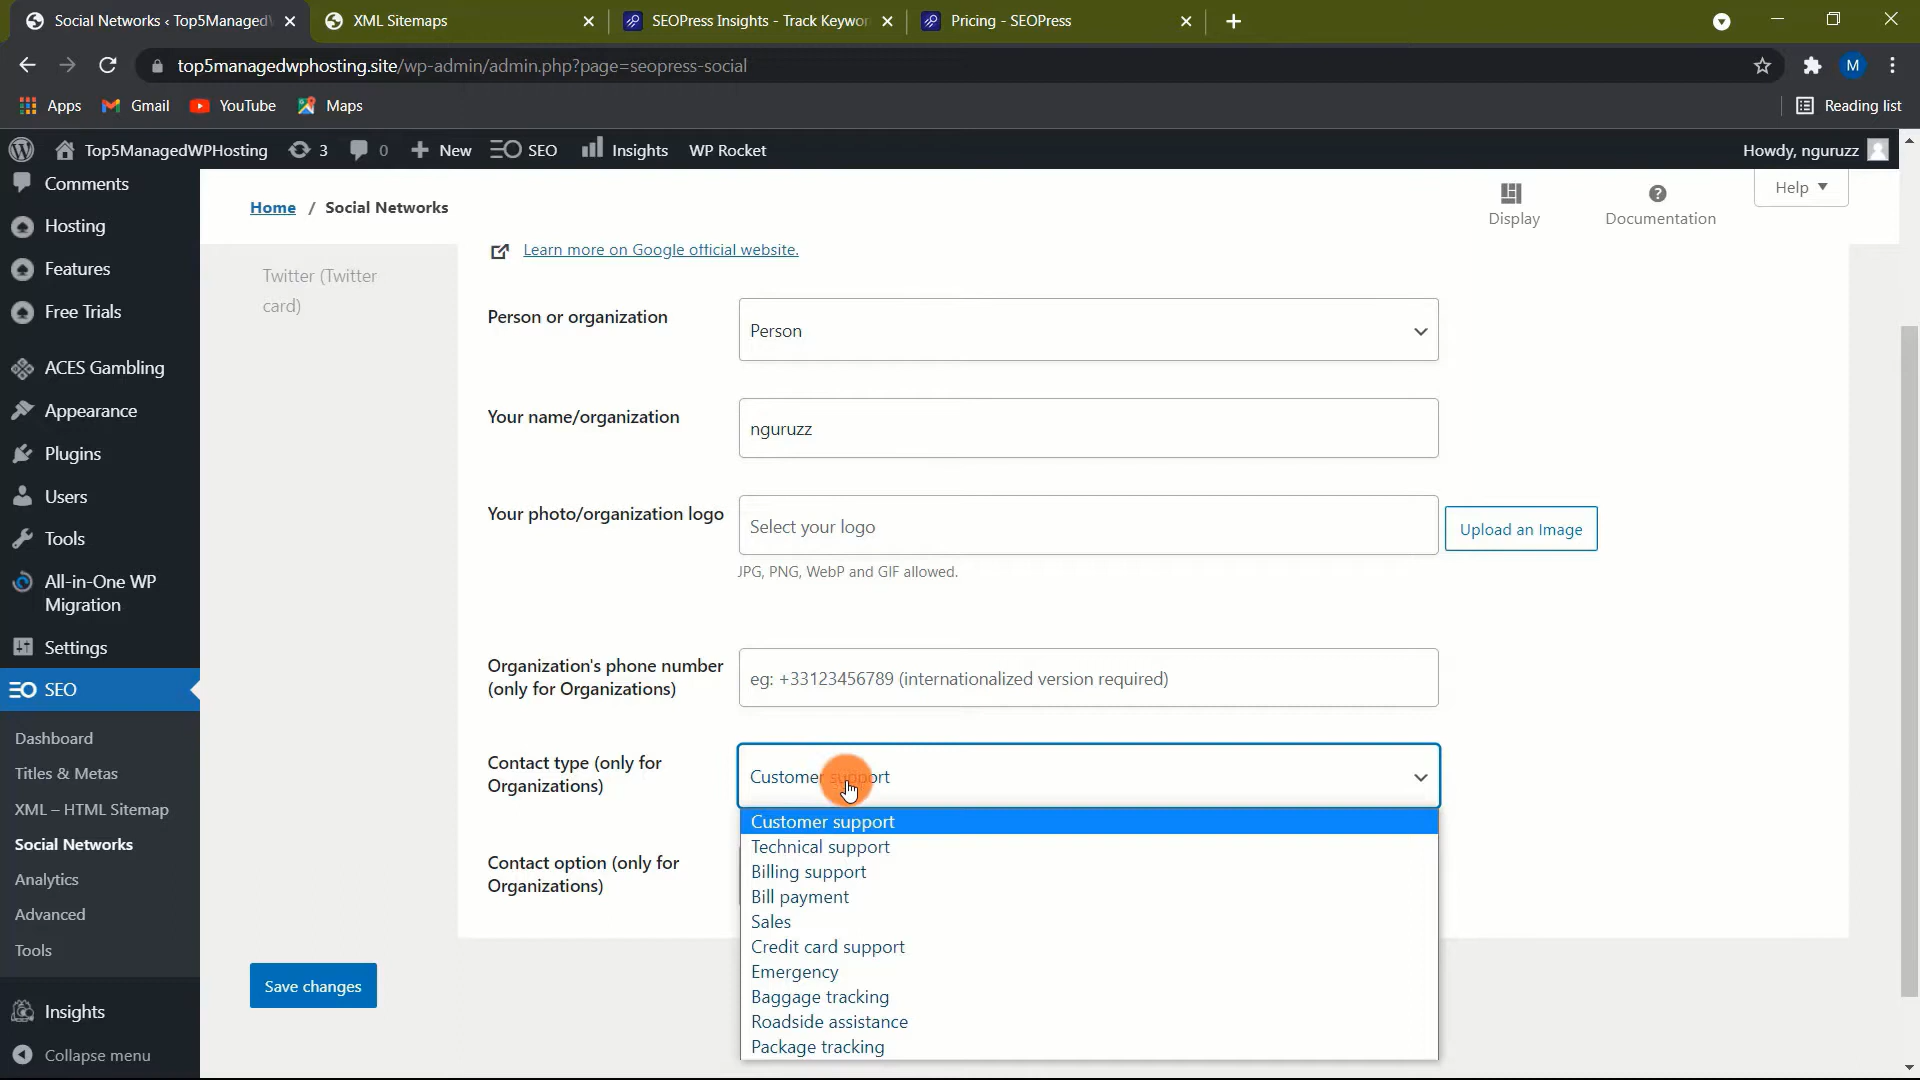 Social Networks ‹ Top5Managed
XML Sitemaps
SEOPress Insights - Track Keywor
Pricing - SEOPress
top5managedwphosting.site/wp-admin/admin.php?page=seopress-social
M
Apps
Gmail
YouTube
Maps
Reading list
Top5ManagedWPHosting
3
0
New
SEO
Insights
WP Rocket
Howdy, nguruzz
Comments
Hosting
Features
Free Trials
ACES Gambling
Appearance
Plugins
Users
Tools
All-in-One WP
Migration
Settings
SEO
Dashboard
Titles & Metas
XML – HTML Sitemap
Social Networks
Analytics
Advanced
Tools
Insights
Collapse menu
Home / Social Networks
Display
Documentation
Help
Twitter (Twitter
card)
Learn more on Google official website.
Person or organization
Person
Your name/organization
nguruzz
Your photo/organization logo
Select your logo
Upload an Image
JPG, PNG, WebP and GIF allowed.
Organization's phone number
(only for Organizations)
eg: +33123456789 (internationalized version required)
Contact type (only for
Organizations)
Customer support
Customer support
Technical support
Billing support
Bill payment
Sales
Credit card support
Emergency
Baggage tracking
Roadside assistance
Package tracking
Contact option (only for
Organizations)
Save changes